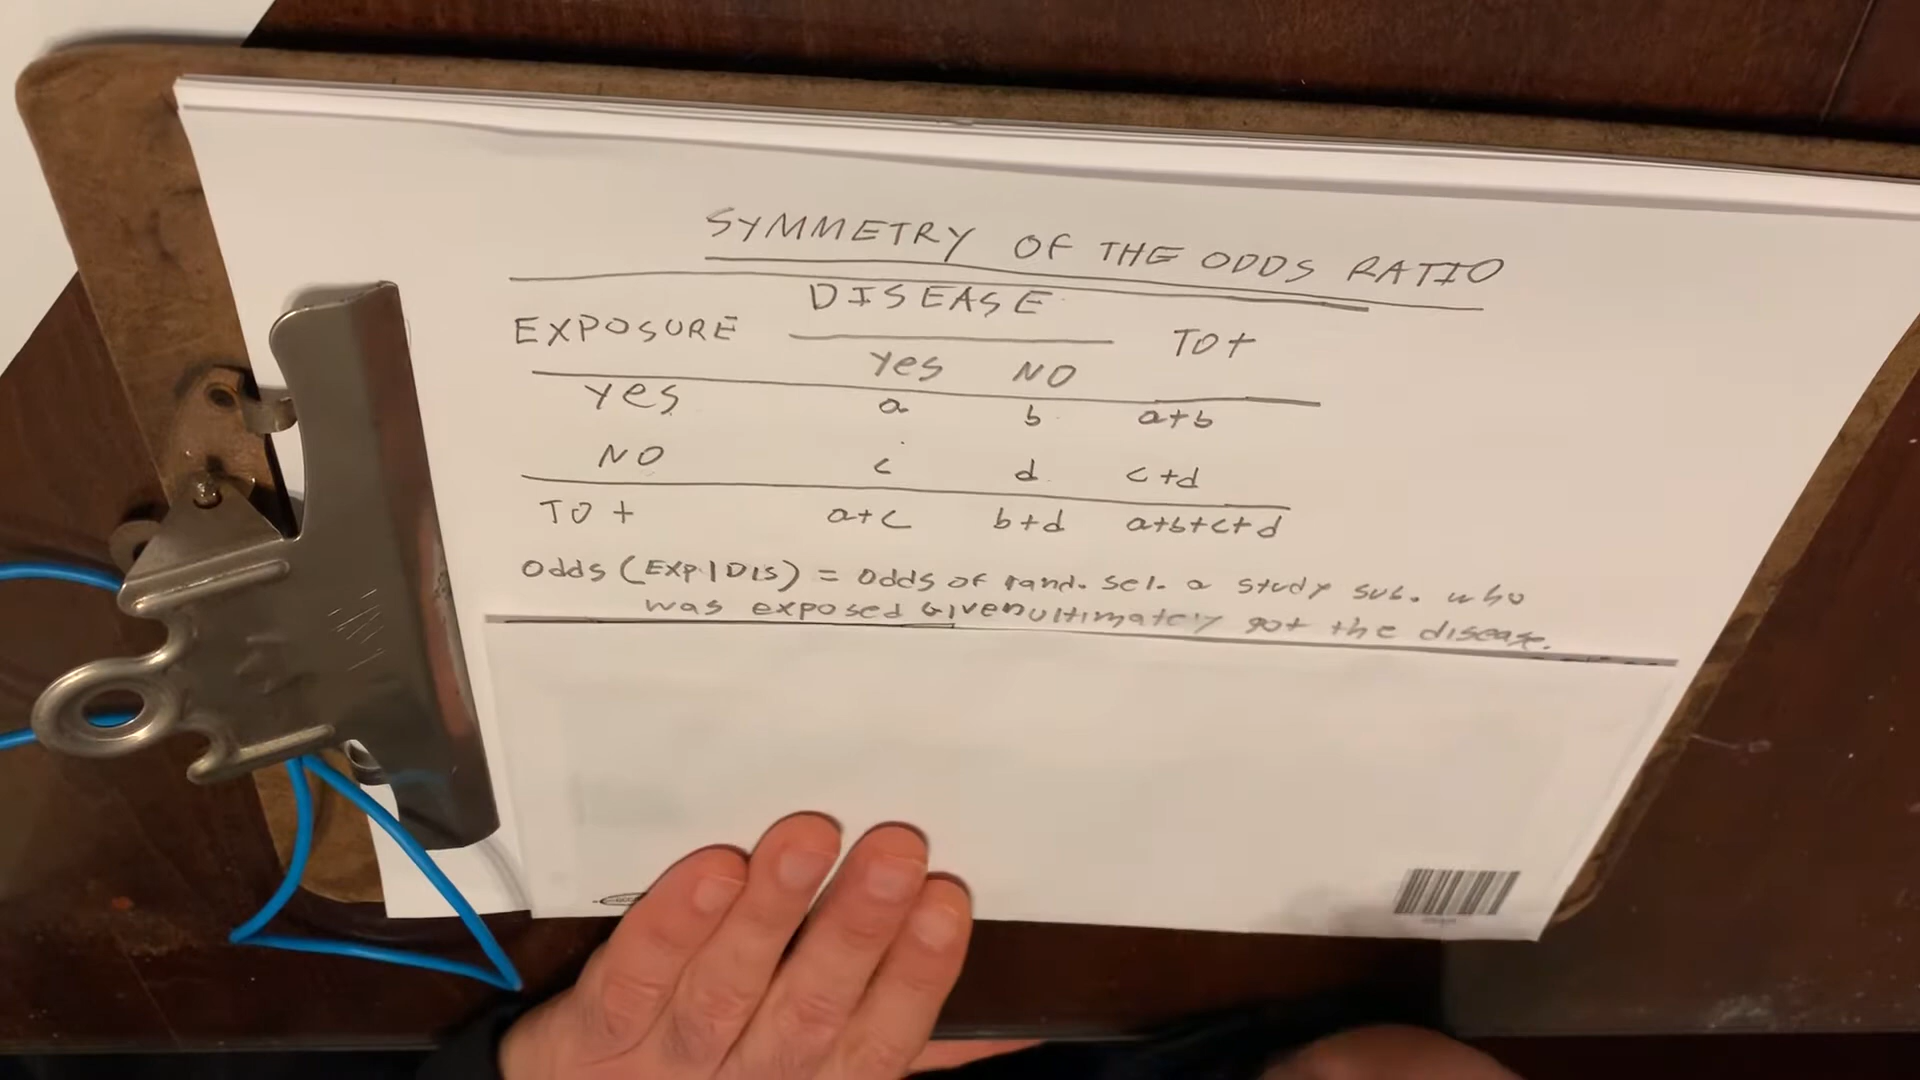 SYMMETRY OF THE ODDS RATIO
DISEASE
EXPOSURE TOT
Yes NO
Yes a b a+b
NO c d c+d
TOT a+c b+d a+b+c+d
Odds (EXP|DIS) = Odds of rand. sel. a study sub. who
was exposed Given ultimately got the disease.